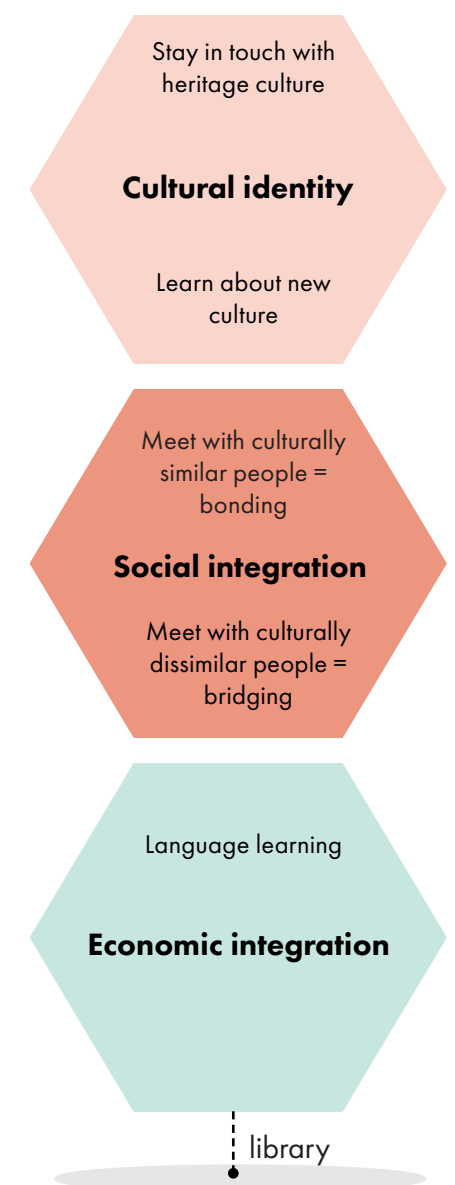 Stay in touch with
heritage culture
Cultural identity
Learn about new
culture
Meet with culturally
similar people =
bonding
Social integration
Meet with culturally
dissimilar people =
bridging
Language learning
Economic integration
library